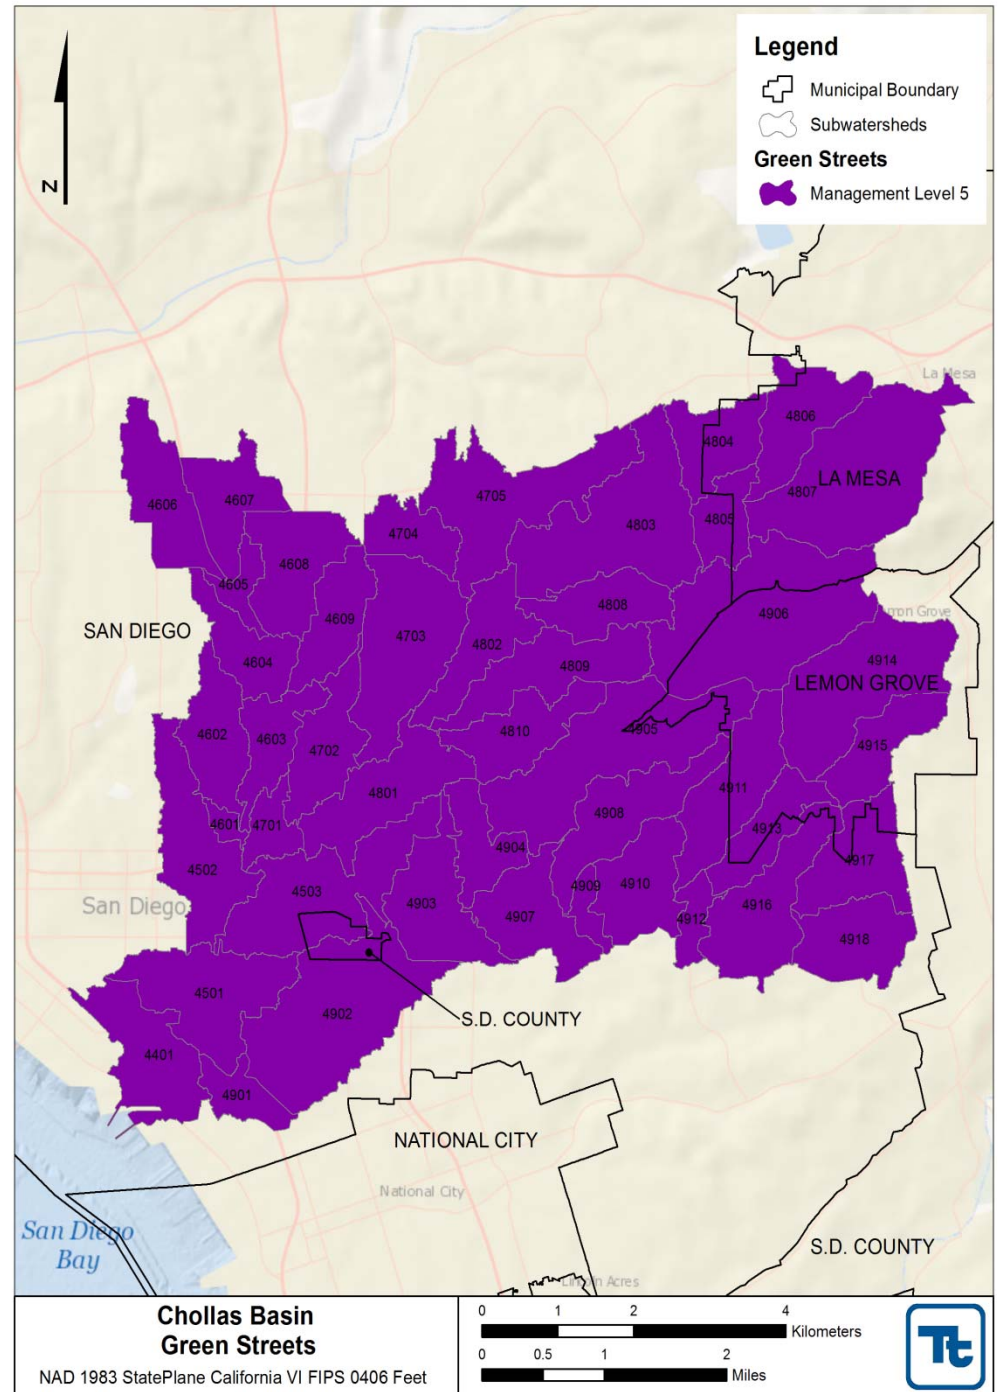 Legend
Municipal Boundary
Subwatersheds
Green Streets
Management Level 5
N
La Mesa
4806
4804
4807
LA MESA
4705
4606
4607
4704
4803
4805
4608
4605
4609
4808
4906
Lemon Grove
SAN DIEGO
4703
4802
4604
4809
4914
LEMON GROVE
4602
4603
4702
4810
4905
4915
4801
4911
4908
4601
4701
4913
4904
4917
4502
4503
4909
4910
San Diego
4903
4907
4912
4916
4918
4501
4902
S.D. COUNTY
4401
4901
NATIONAL CITY
National City
San Diego
Bay
S.D. COUNTY
Lincoln Acres
Chollas Basin
Green Streets
NAD 1983 StatePlane California VI FIPS 0406 Feet
0 1 2 4
Kilometers
0 0.5 1 2
Miles
Tt